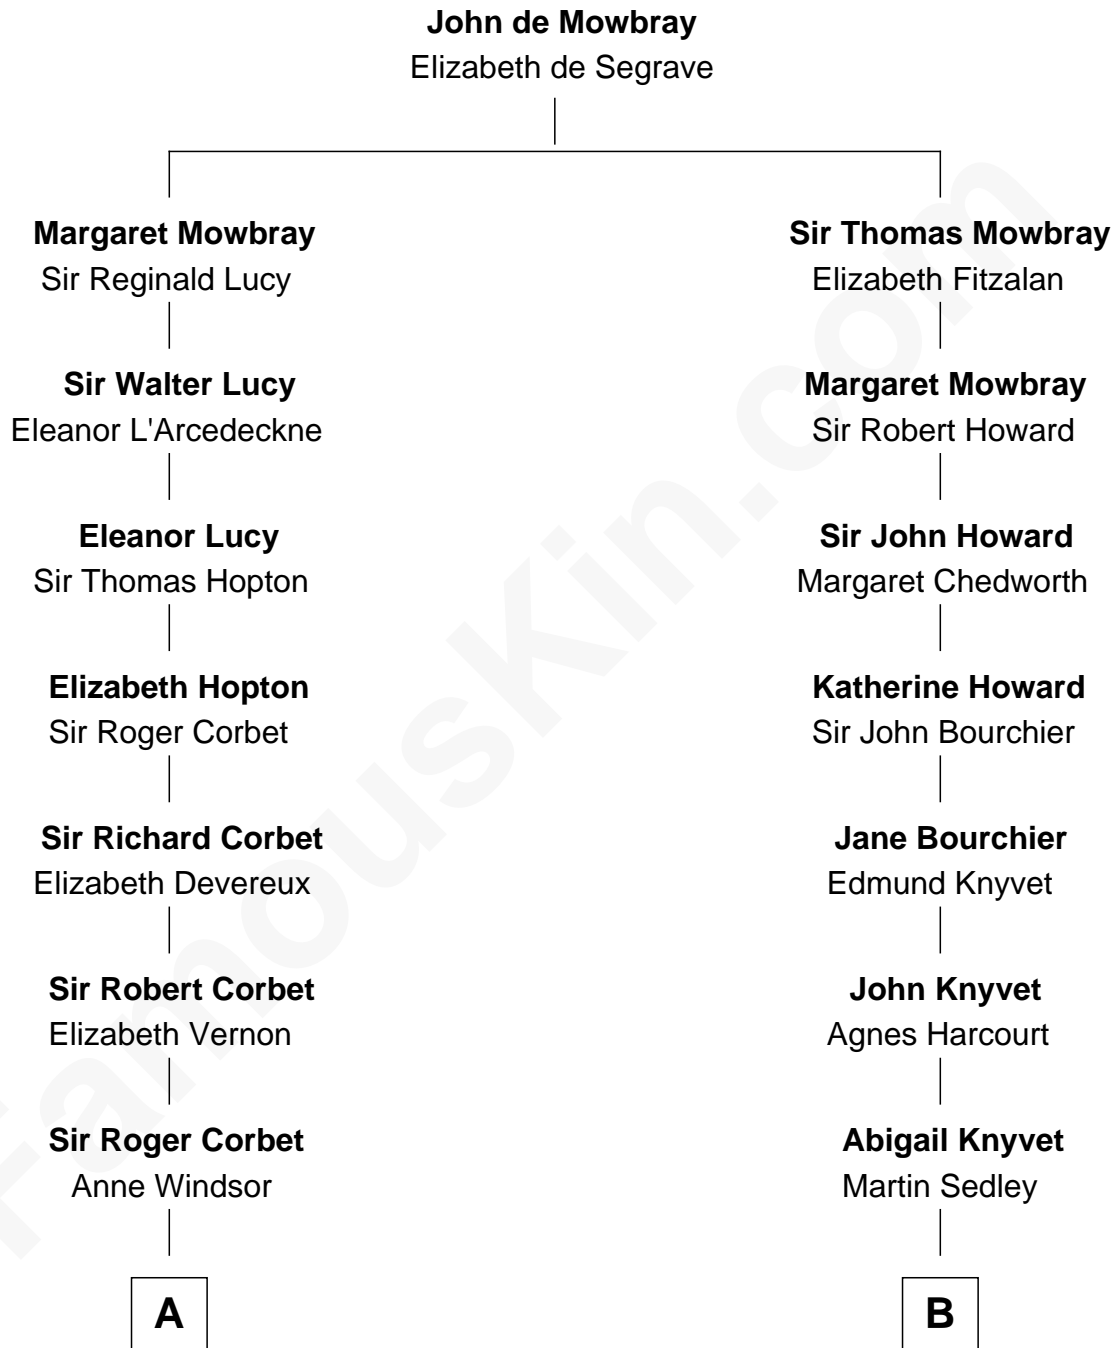 John de Mowbray
Elizabeth de Segrave
Margaret Mowbray
Sir Reginald Lucy
Sir Thomas Mowbray
Elizabeth Fitzalan
Sir Walter Lucy
Eleanor L'Arcedeckne
Margaret Mowbray
Sir Robert Howard
Eleanor Lucy
Sir Thomas Hopton
Sir John Howard
Margaret Chedworth
Elizabeth Hopton
Sir Roger Corbet
Katherine Howard
Sir John Bourchier
Sir Richard Corbet
Elizabeth Devereux
Jane Bourchier
Edmund Knyvet
Sir Robert Corbet
Elizabeth Vernon
John Knyvet
Agnes Harcourt
Sir Roger Corbet
Anne Windsor
Abigail Knyvet
Martin Sedley
A
B
FamousKin.com